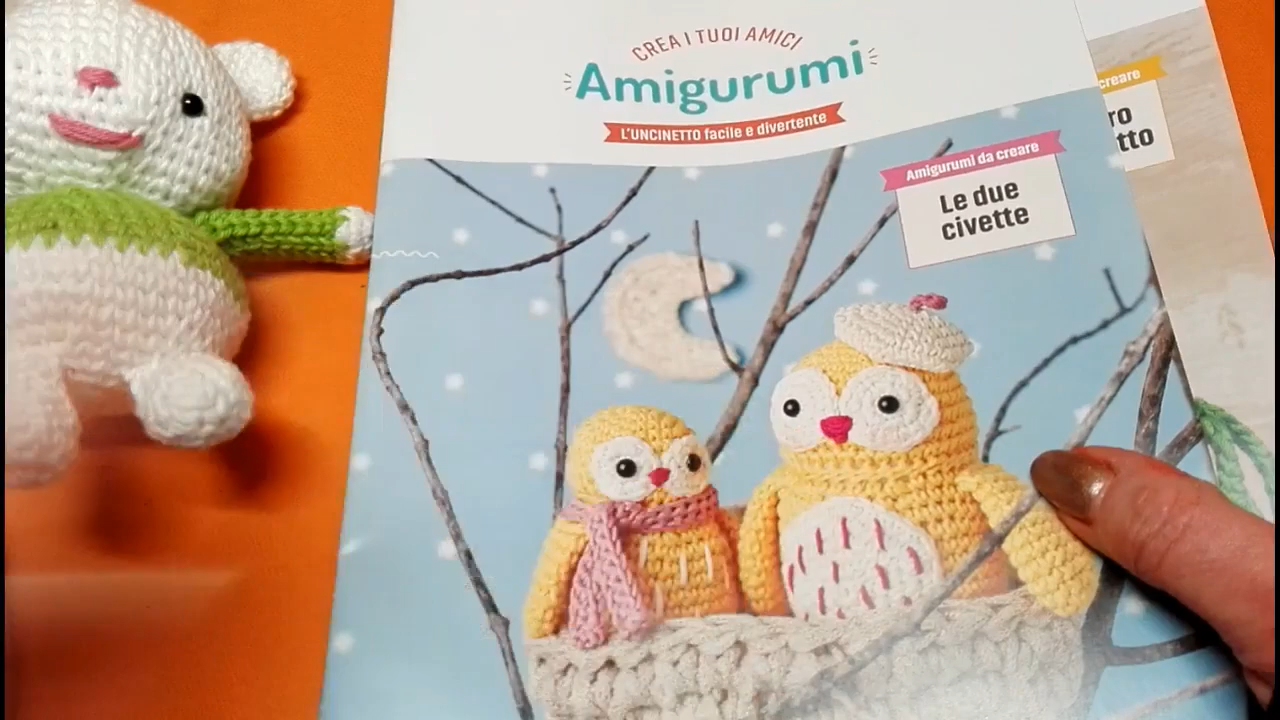 CREA I TUOI AMICI
Amigurumi
L'UNCINETTO facile e divertente
Amigurumi da creare
Le due
civette
creare
ro
tto